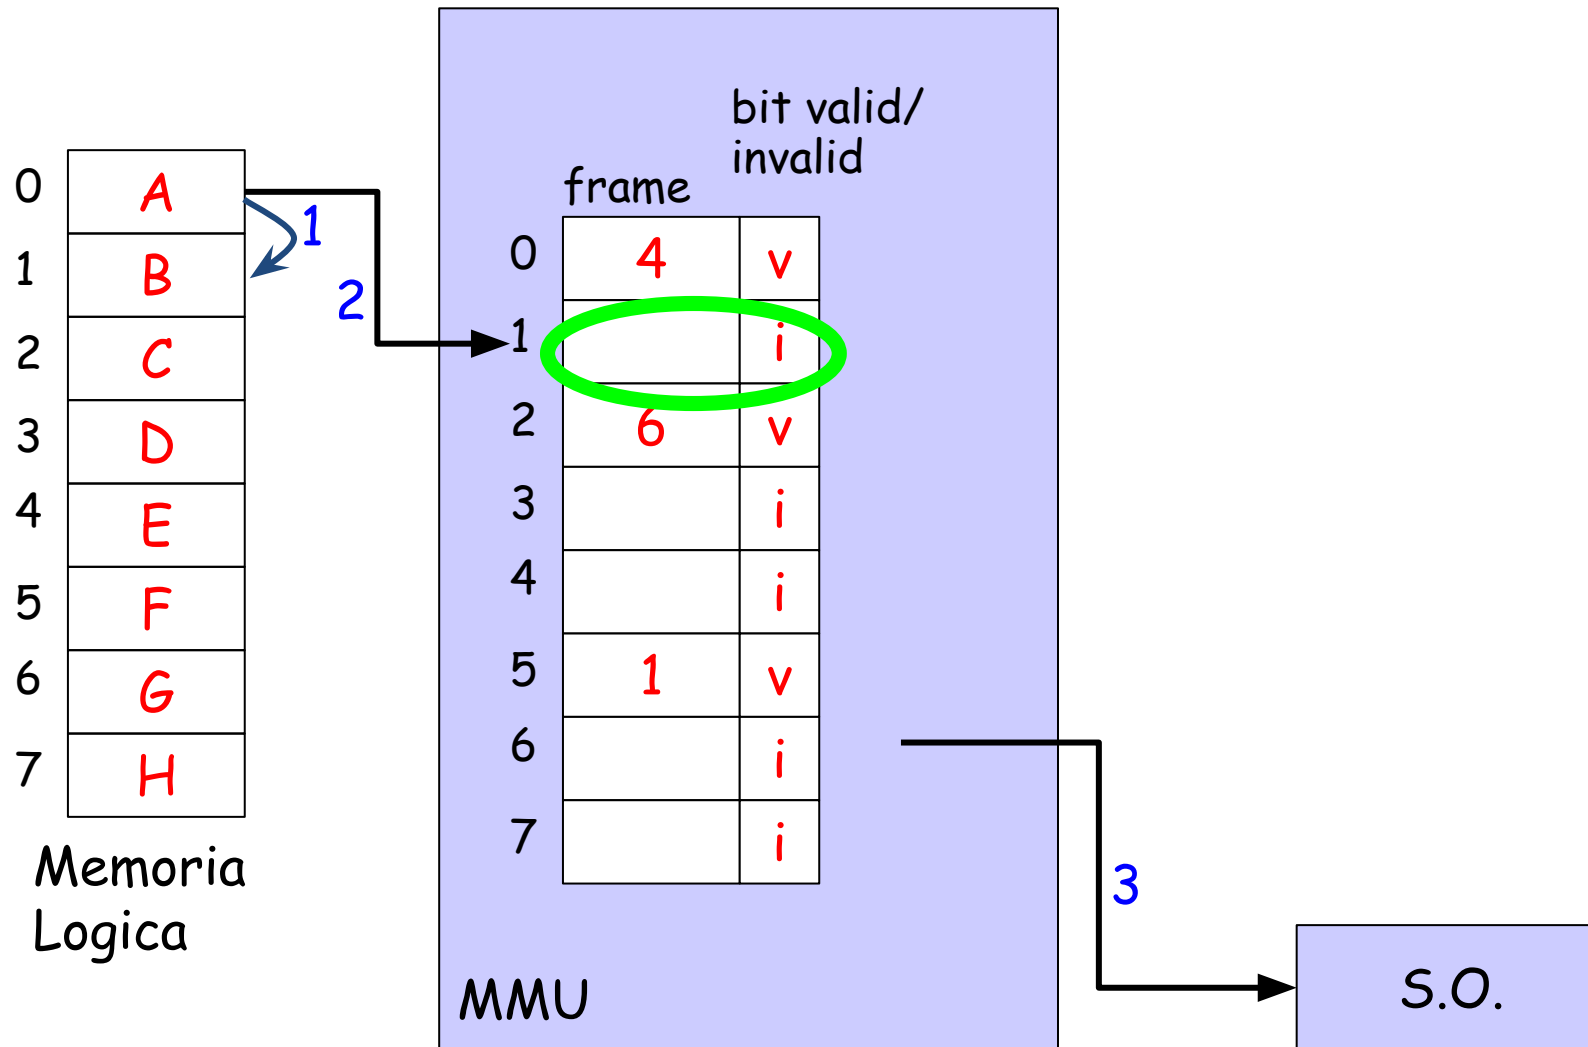 bit valid/
invalid
frame
0 A
1 B
2 C
3 D
4 E
5 F
6 G
7 H
1
2
0 4 v
1 i
2 6 v
3 i
4 i
5 1 v
6 i
7 i
3
Memoria
Logica
MMU
S.O.